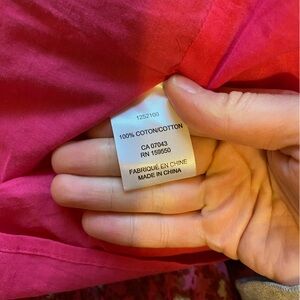 1252100
100% COTON/COTTON
CA 07043
RN 159550
FABRIQUÉ EN CHINE
MADE IN CHINA